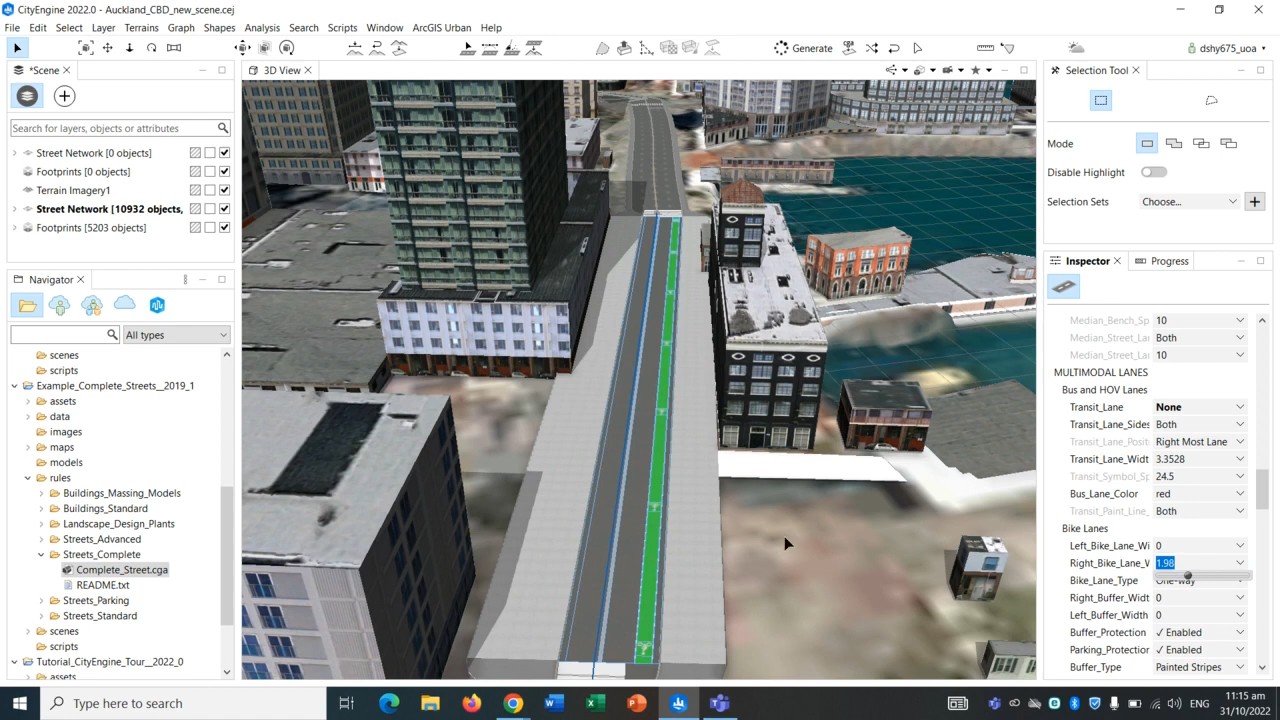 CityEngine 2022.0 - Auckland_CBD_new_scene.cej
File Edit Select Layer Terrains Graph Shapes Analysis Search Scripts Window ArcGIS Urban Help
Generate
dshy675_uoa
*Scene
Search for layers, objects or attributes
Street Network [0 objects]
Footprints [0 objects]
Terrain Imagery1
Street Network [10932 objects,
Footprints [5203 objects]
Navigator
All types
scenes
scripts
Example_Complete_Streets__2019_1
assets
data
images
maps
models
rules
Buildings_Massing_Models
Buildings_Standard
Landscape_Design_Plants
Streets_Advanced
Streets_Complete
Complete_Street.cga
README.txt
Streets_Parking
Streets_Standard
scenes
scripts
Tutorial_CityEngine_Tour__2022_0
assets
3D View
Selection Tool
Mode
Disable Highlight
Selection Sets Choose...
Inspector Progress
Median_Bench_Sp 10
Median_Street_La Both
Median_Street_La 10
MULTIMODAL LANES
Bus and HOV Lanes
Transit_Lane None
Transit_Lane_Sides Both
Transit_Lane_Posit Right Most Lane
Transit_Lane_Widt 3.3528
Transit_Symbol_Sp 24.5
Bus_Lane_Color red
Transit_Paint_Line_ Both
Bike Lanes
Left_Bike_Lane_Wi 0
Right_Bike_Lane_V 1.98
Bike_Lane_Type One-way
Right_Buffer_Widt 0
Left_Buffer_Width 0
Buffer_Protection ✓ Enabled
Parking_Protection ✓ Enabled
Buffer_Type Painted Stripes
Type here to search
ENG
11:15 am
31/10/2022